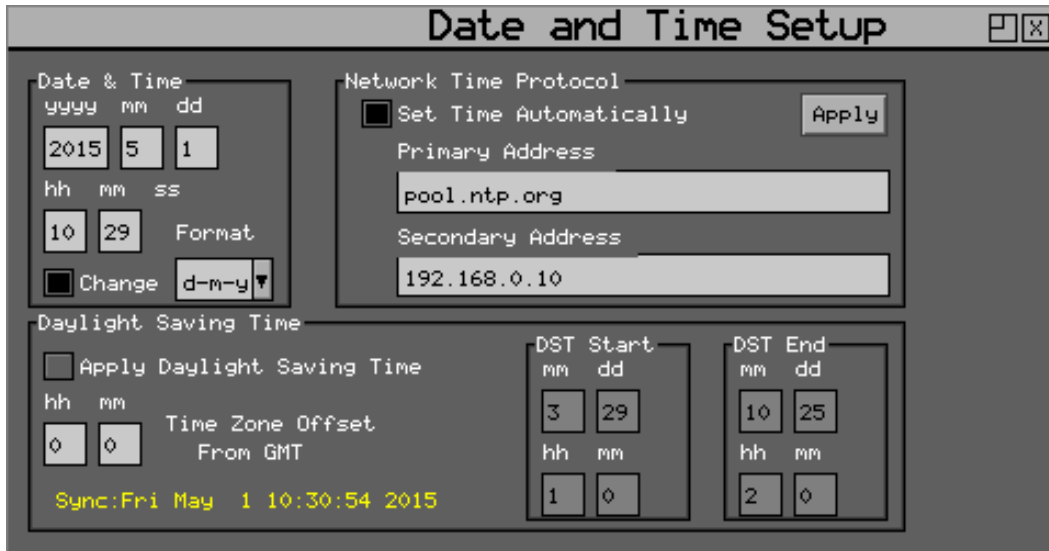 Date and Time Setup
Date & Time
yyyy mm dd
2015 5 1
hh mm ss
10 29 Format
Change d-m-y
Network Time Protocol
Set Time Automatically Apply
Primary Address
pool.ntp.org
Secondary Address
192.168.0.10
Daylight Saving Time
Apply Daylight Saving Time
hh mm
0 0 Time Zone Offset
From GMT
Sync:Fri May 1 10:30:54 2015
DST Start
mm dd
3 29
hh mm
1 0
DST End
mm dd
10 25
hh mm
2 0